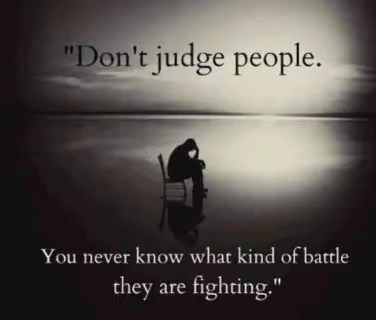 "Don't judge people.
You never know what kind of battle
they are fighting."